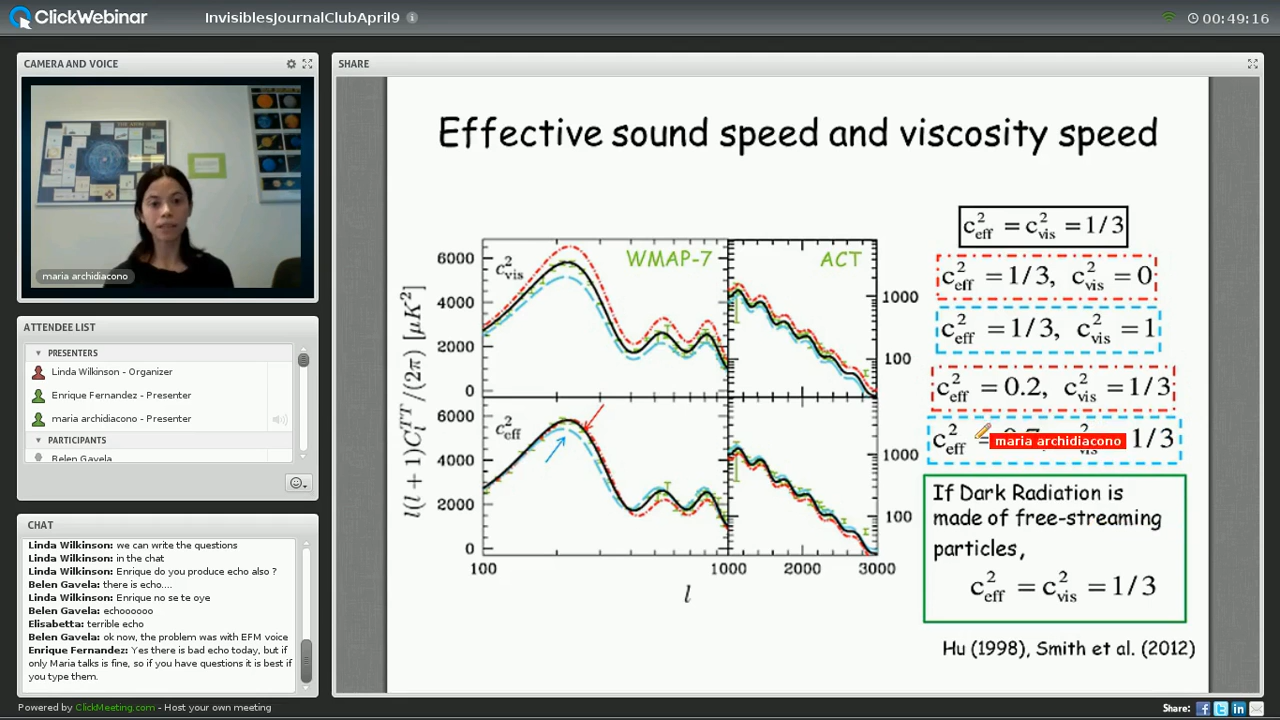 ClickWebinar
InvisiblesJournalClubApril9
00:49:16
CAMERA AND VOICE
maria archidiacono
ATTENDEE LIST
PRESENTERS
Linda Wilkinson - Organizer
Enrique Fernandez - Presenter
maria archidiacono - Presenter
PARTICIPANTS
Belen Gavela
CHAT
Linda Wilkinson: we can write the questions
Linda Wilkinson: in the chat
Linda Wilkinson: Enrique do you produce echo also ?
Belen Gavela: there is echo....
Linda Wilkinson: Enrique no se te oye
Belen Gavela: echoooooo
Elisabetta: terrible echo
Belen Gavela: ok now, the problem was with EFM voice
Enrique Fernandez: Yes there is bad echo today, but if
only Maria talks is fine, so if you have questions it is best if
you type them.
SHARE
Effective sound speed and viscosity speed
c²vis
WMAP-7
ACT
6000
4000
2000
0
1000
100
c²eff
6000
4000
2000
0
1000
100
l(l+1)C_l^TT/(2π) [μK²]
100
1000
2000
3000
l
c²eff = c²vis = 1/3
c²eff = 1/3, c²vis = 0
c²eff = 1/3, c²vis = 1
c²eff = 0.2, c²vis = 1/3
c²eff = maria archidiacono 1/3
If Dark Radiation is
made of free-streaming
particles,
c²eff = c²vis = 1/3
Hu (1998), Smith et al. (2012)
Powered by ClickMeeting.com - Host your own meeting
Share: